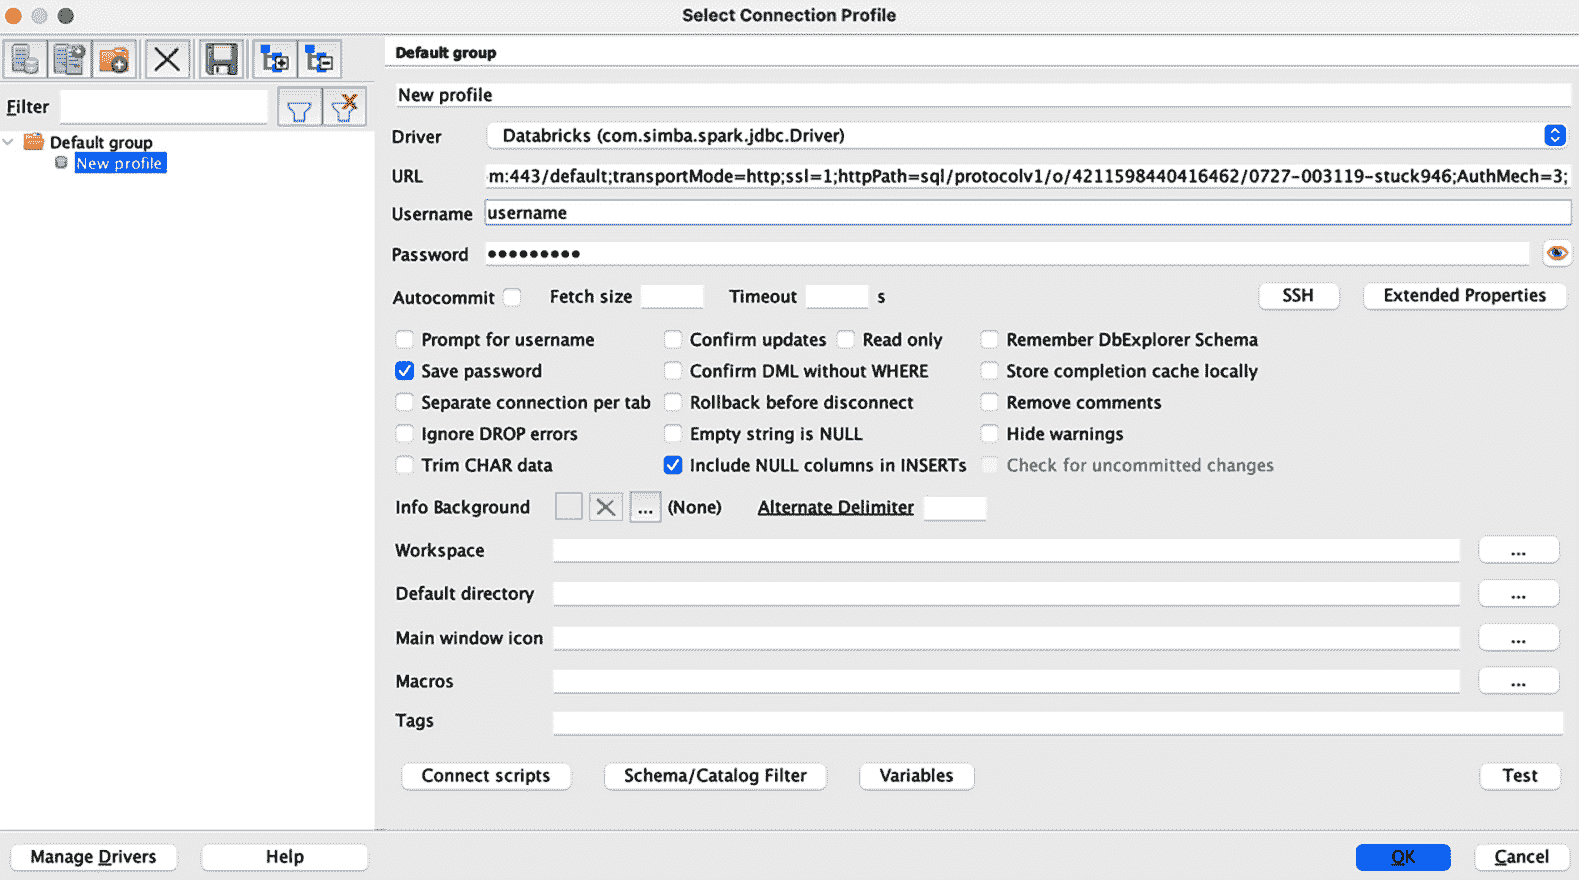 Select Connection Profile
Default group
Filter
New profile
Default group
New profile
Driver Databricks (com.simba.spark.jdbc.Driver)
URL m:443/default;transportMode=http;ssl=1;httpPath=sql/protocolv1/o/4211598440416462/0727-003119-stuck946;AuthMech=3;
Username username
Password •••••••••
Autocommit Fetch size Timeout s SSH Extended Properties
Prompt for username Confirm updates Read only Remember DbExplorer Schema
Save password Confirm DML without WHERE Store completion cache locally
Separate connection per tab Rollback before disconnect Remove comments
Ignore DROP errors Empty string is NULL Hide warnings
Trim CHAR data Include NULL columns in INSERTs Check for uncommitted changes
Info Background ... (None) Alternate Delimiter
Workspace ...
Default directory ...
Main window icon ...
Macros ...
Tags
Connect scripts Schema/Catalog Filter Variables Test
Manage Drivers Help OK Cancel